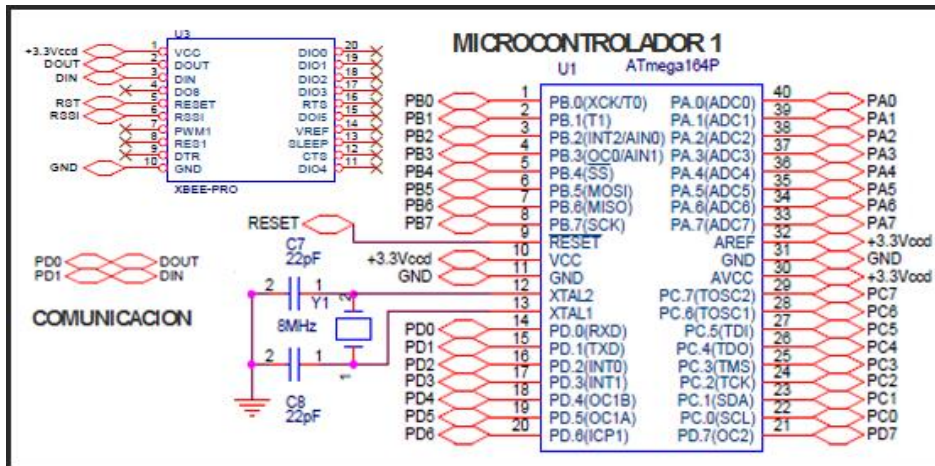 U3
+3.3Vccd 1 VCC DIO0 20
DOUT 2 DOUT DIO1 19
DIN 3 DIN DIO2 18
4 DO8 DIO3 17
RST 5 RESET RTS 16
RSSI 6 RSSI DOI5 15
7 PWM1 VREF 14
8 RES1 SLEEP 13
9 DTR CTS 12
GND 10 GND DIO4 11
XBEE-PRO
MICROCONTROLADOR 1
U1 ATmega164P
PB0 1 PB.0(XCK/T0) PA.0(ADC0) 40 PA0
PB1 2 PB.1(T1) PA.1(ADC1) 39 PA1
PB2 3 PB.2(INT2/AIN0) PA.2(ADC2) 38 PA2
PB3 4 PB.3(OC0/AIN1) PA.3(ADC3) 37 PA3
PB4 5 PB.4(SS) PA.4(ADC4) 36 PA4
PB5 6 PB.5(MOSI) PA.5(ADC5) 35 PA5
PB6 7 PB.6(MISO) PA.6(ADC6) 34 PA6
PB7 8 PB.7(SCK) PA.7(ADC7) 33 PA7
RESET 9 RESET AREF 32 +3.3Vccd
+3.3Vccd 10 VCC GND 31 GND
GND 11 GND AVCC 30 +3.3Vccd
12 XTAL2 PC.7(TOSC2) 29 PC7
13 XTAL1 PC.6(TOSC1) 28 PC6
PD0 14 PD.0(RXD) PC.5(TDI) 27 PC5
PD1 15 PD.1(TXD) PC.4(TDO) 26 PC4
PD2 16 PD.2(INT0) PC.3(TMS) 25 PC3
PD3 17 PD.3(INT1) PC.2(TCK) 24 PC2
PD4 18 PD.4(OC1B) PC.1(SDA) 23 PC1
PD5 19 PD.5(OC1A) PC.0(SCL) 22 PC0
PD6 20 PD.6(ICP1) PD.7(OC2) 21 PD7
C7
22pF
2 1 Y1 2
8MHz
2 1 1
C8
22pF
PD0 DOUT
PD1 DIN
COMUNICACION